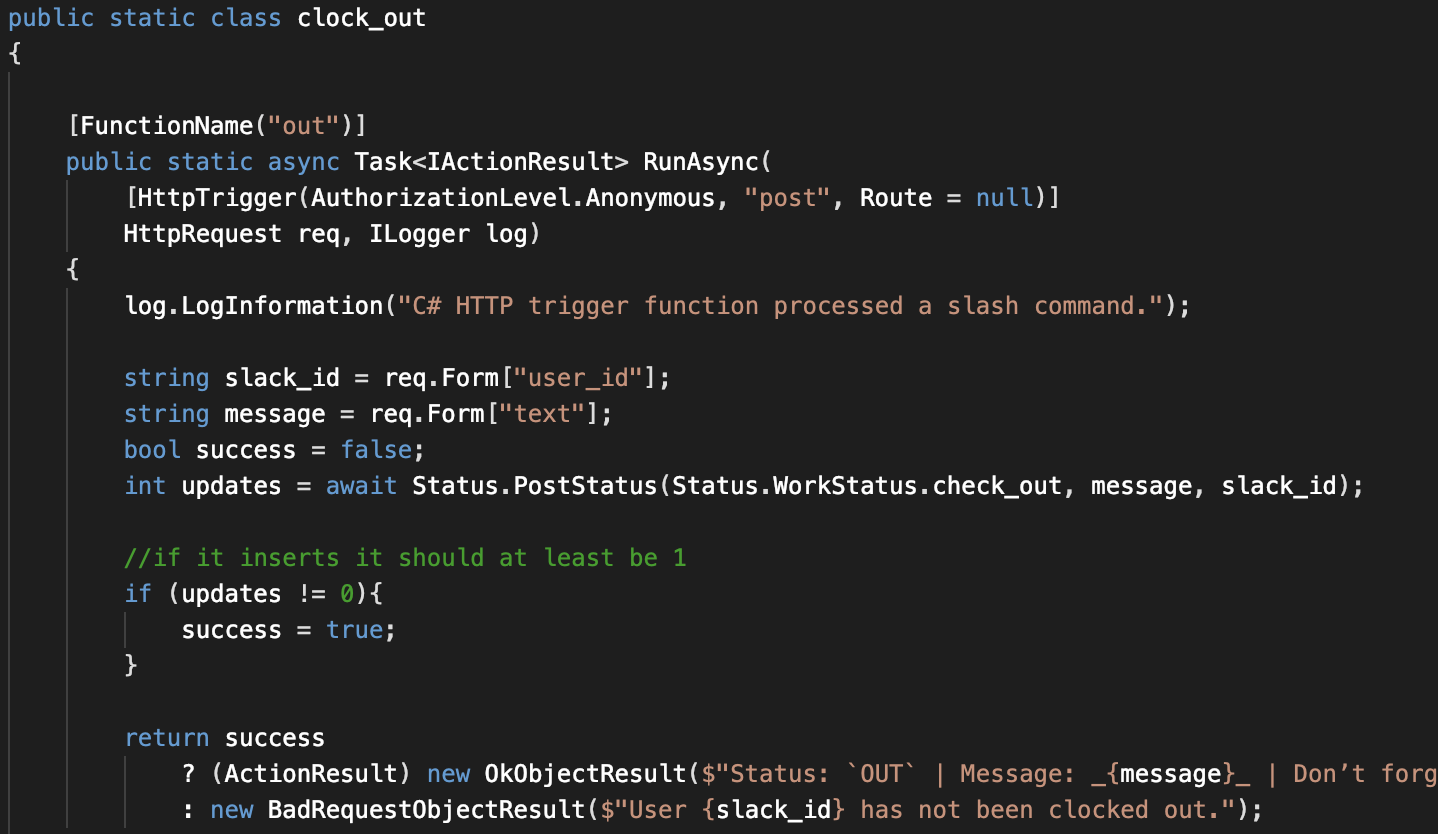 public static class clock_out
{
[FunctionName("out")]
public static async Task<IActionResult> RunAsync(
[HttpTrigger(AuthorizationLevel.Anonymous, "post", Route = null)]
HttpRequest req, ILogger log)
{
log.LogInformation("C# HTTP trigger function processed a slash command.");
string slack_id = req.Form["user_id"];
string message = req.Form["text"];
bool success = false;
int updates = await Status.PostStatus(Status.WorkStatus.check_out, message, slack_id);
//if it inserts it should at least be 1
if (updates != 0){
success = true;
}
return success
? (ActionResult) new OkObjectResult($"Status: `OUT` | Message: _{message}_ | Don’t forg
: new BadRequestObjectResult($"User {slack_id} has not been clocked out.");